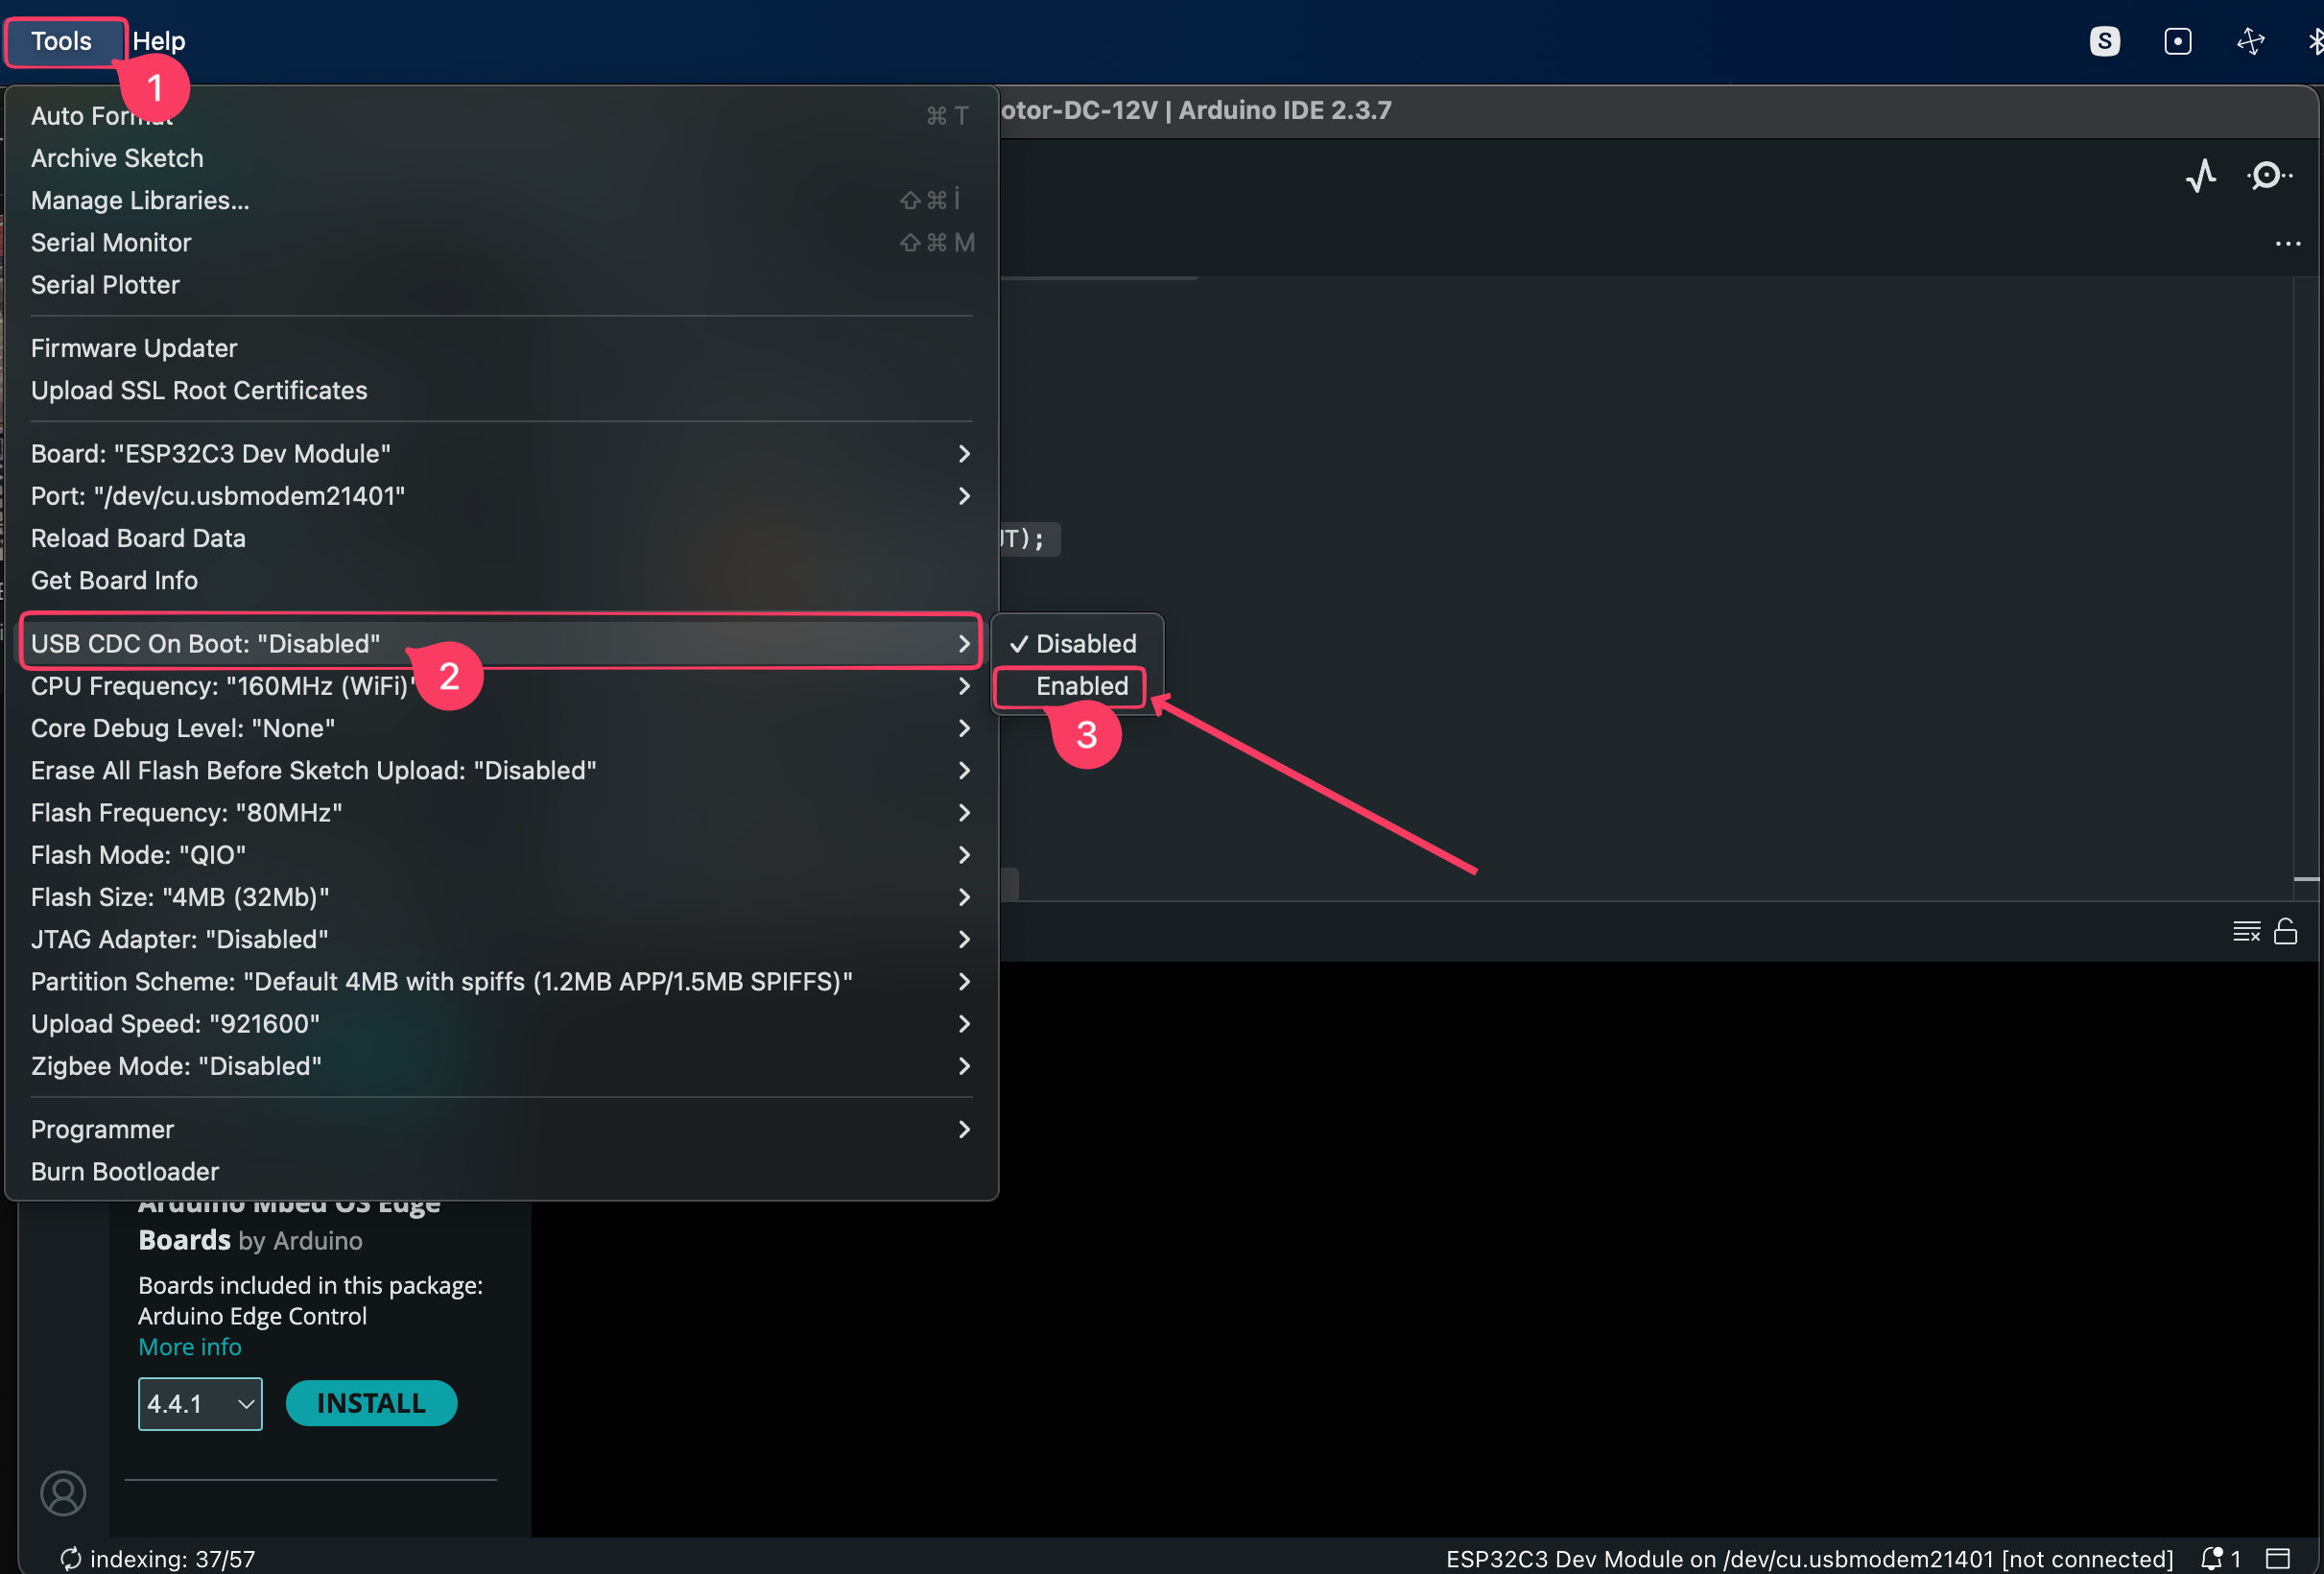 Tools Help
1
S
Auto Format ⌘ T
Archive Sketch
Manage Libraries... ⇧ ⌘ İ
Serial Monitor ⇧ ⌘ M
Serial Plotter
Firmware Updater
Upload SSL Root Certificates
Board: "ESP32C3 Dev Module"
Port: "/dev/cu.usbmodem21401"
Reload Board Data
Get Board Info
USB CDC On Boot: "Disabled"
2
CPU Frequency: "160MHz (WiFi)"
Core Debug Level: "None"
Erase All Flash Before Sketch Upload: "Disabled"
Flash Frequency: "80MHz"
Flash Mode: "QIO"
Flash Size: "4MB (32Mb)"
JTAG Adapter: "Disabled"
Partition Scheme: "Default 4MB with spiffs (1.2MB APP/1.5MB SPIFFS)"
Upload Speed: "921600"
Zigbee Mode: "Disabled"
Programmer
Burn Bootloader
✓ Disabled
Enabled
3
otor-DC-12V | Arduino IDE 2.3.7
...
UT);
Arduino Mbed OS Edge
Boards by Arduino
Boards included in this package:
Arduino Edge Control
More info
4.4.1 INSTALL
indexing: 37/57
ESP32C3 Dev Module on /dev/cu.usbmodem21401 [not connected] 1